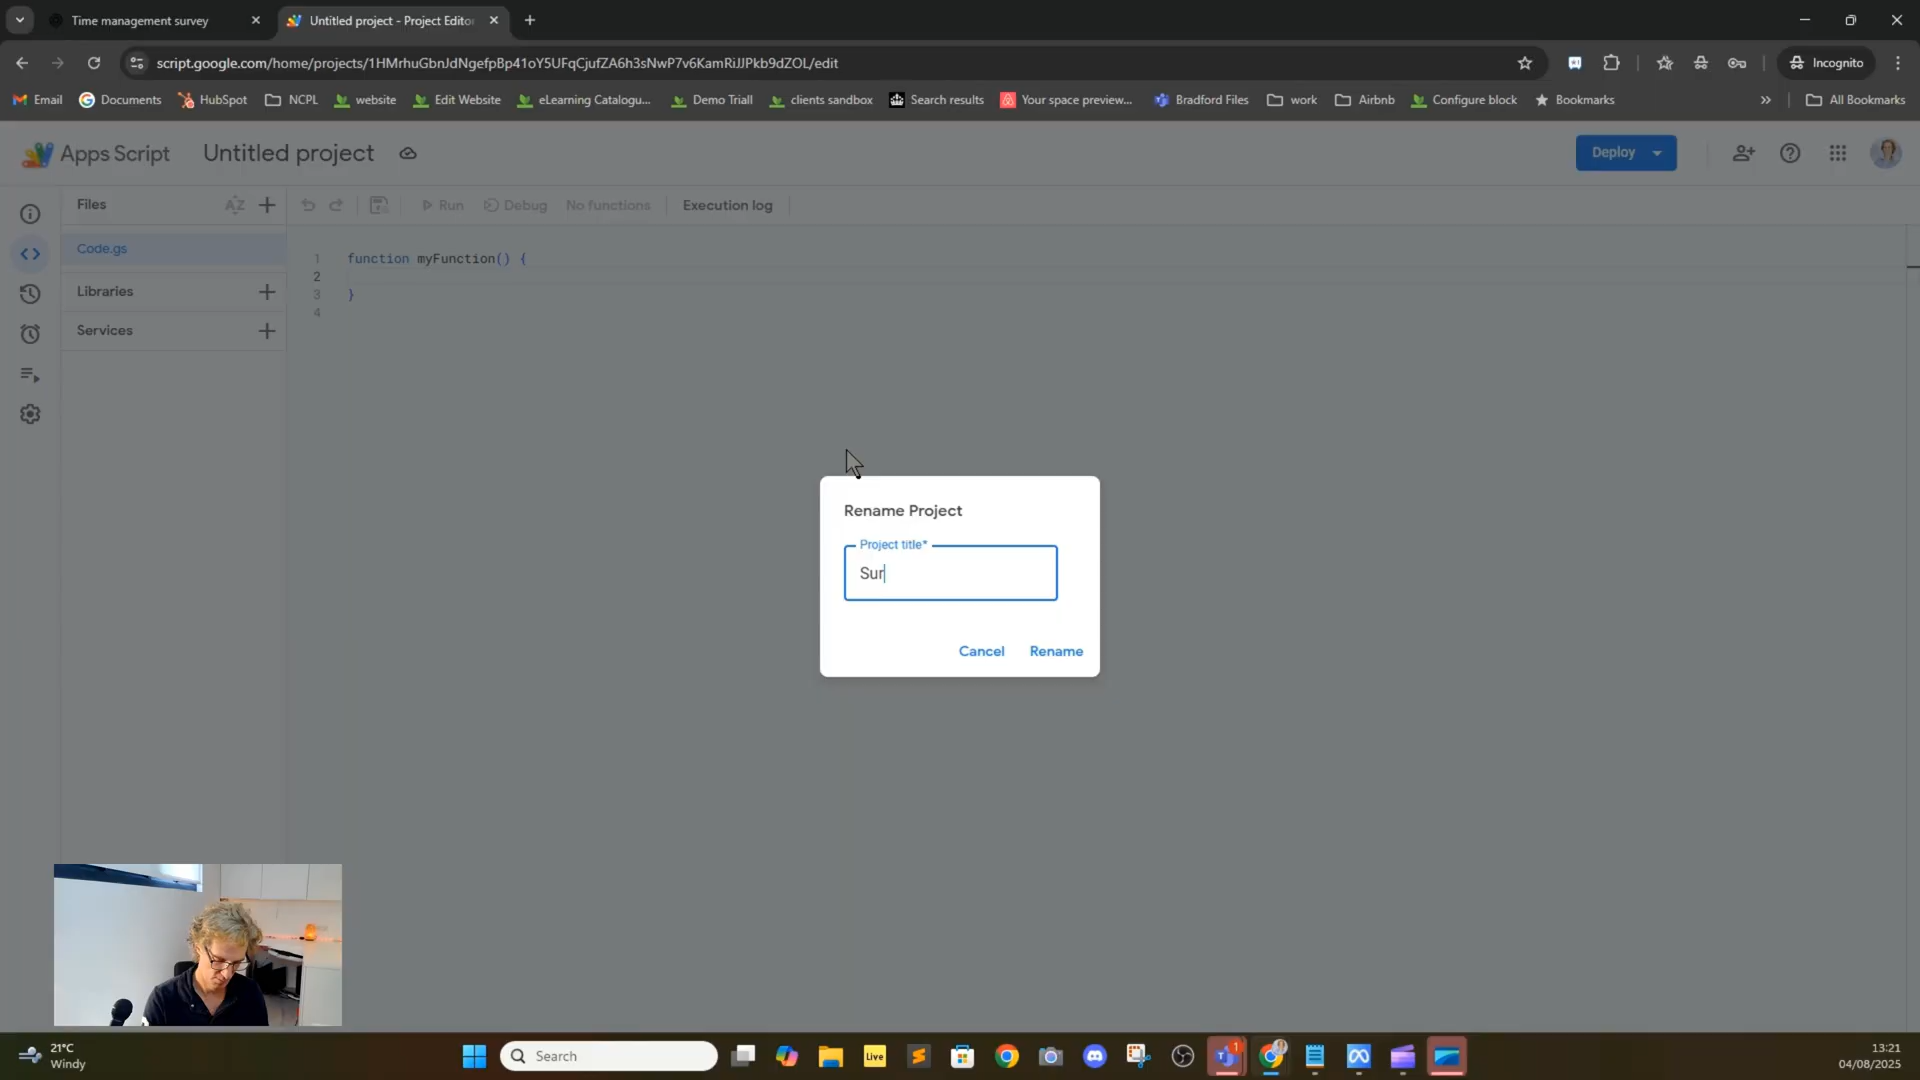 Time management survey
Untitled project - Project Editor
script.google.com/home/projects/1HMrhuGbnJdNgefpBp41oY5UFqCjufZA6h3sNwP7v6KamRiJJPkb9dZOL/edit
Incognito
Email
Documents
HubSpot
NCPL
website
Edit Website
eLearning Catalogu...
Demo Triall
clients sandbox
Search results
Your space preview...
Bradford Files
work
Airbnb
Configure block
Bookmarks
All Bookmarks
Apps Script
Untitled project
Deploy
Files
AZ
Run
Debug
No functions
Execution log
Code.gs
Libraries
Services
1 function myFunction() {
2
3 }
4
Rename Project
Project title*
Sur
Cancel
Rename
21°C
Windy
Search
Live
1
13:21
04/08/2025